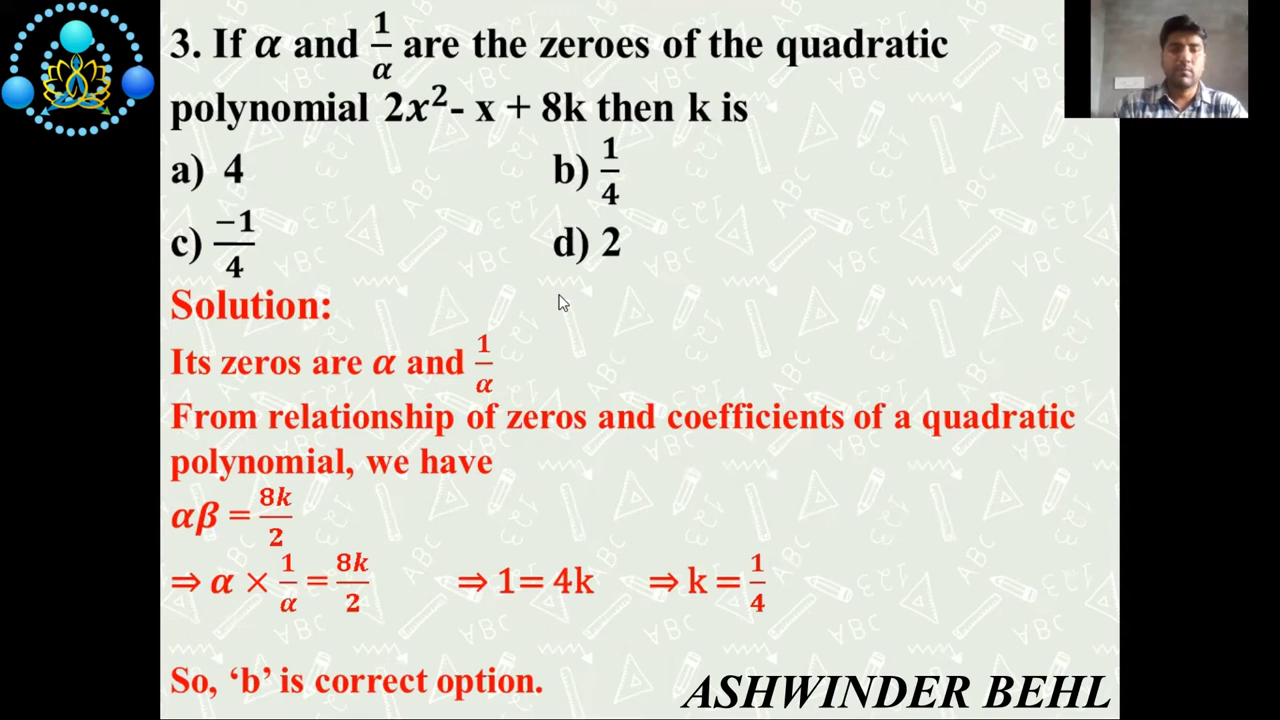 3. If α and 1/α are the zeroes of the quadratic
polynomial 2x²- x + 8k then k is
a) 4 b) 1/4
c) −1/4 d) 2
Solution:
Its zeros are α and 1/α
From relationship of zeros and coefficients of a quadratic
polynomial, we have
αβ = 8k/2
⇒ α × 1/α = 8k/2 ⇒ 1= 4k ⇒ k = 1/4
So, ‘b’ is correct option.
ASHWINDER BEHL